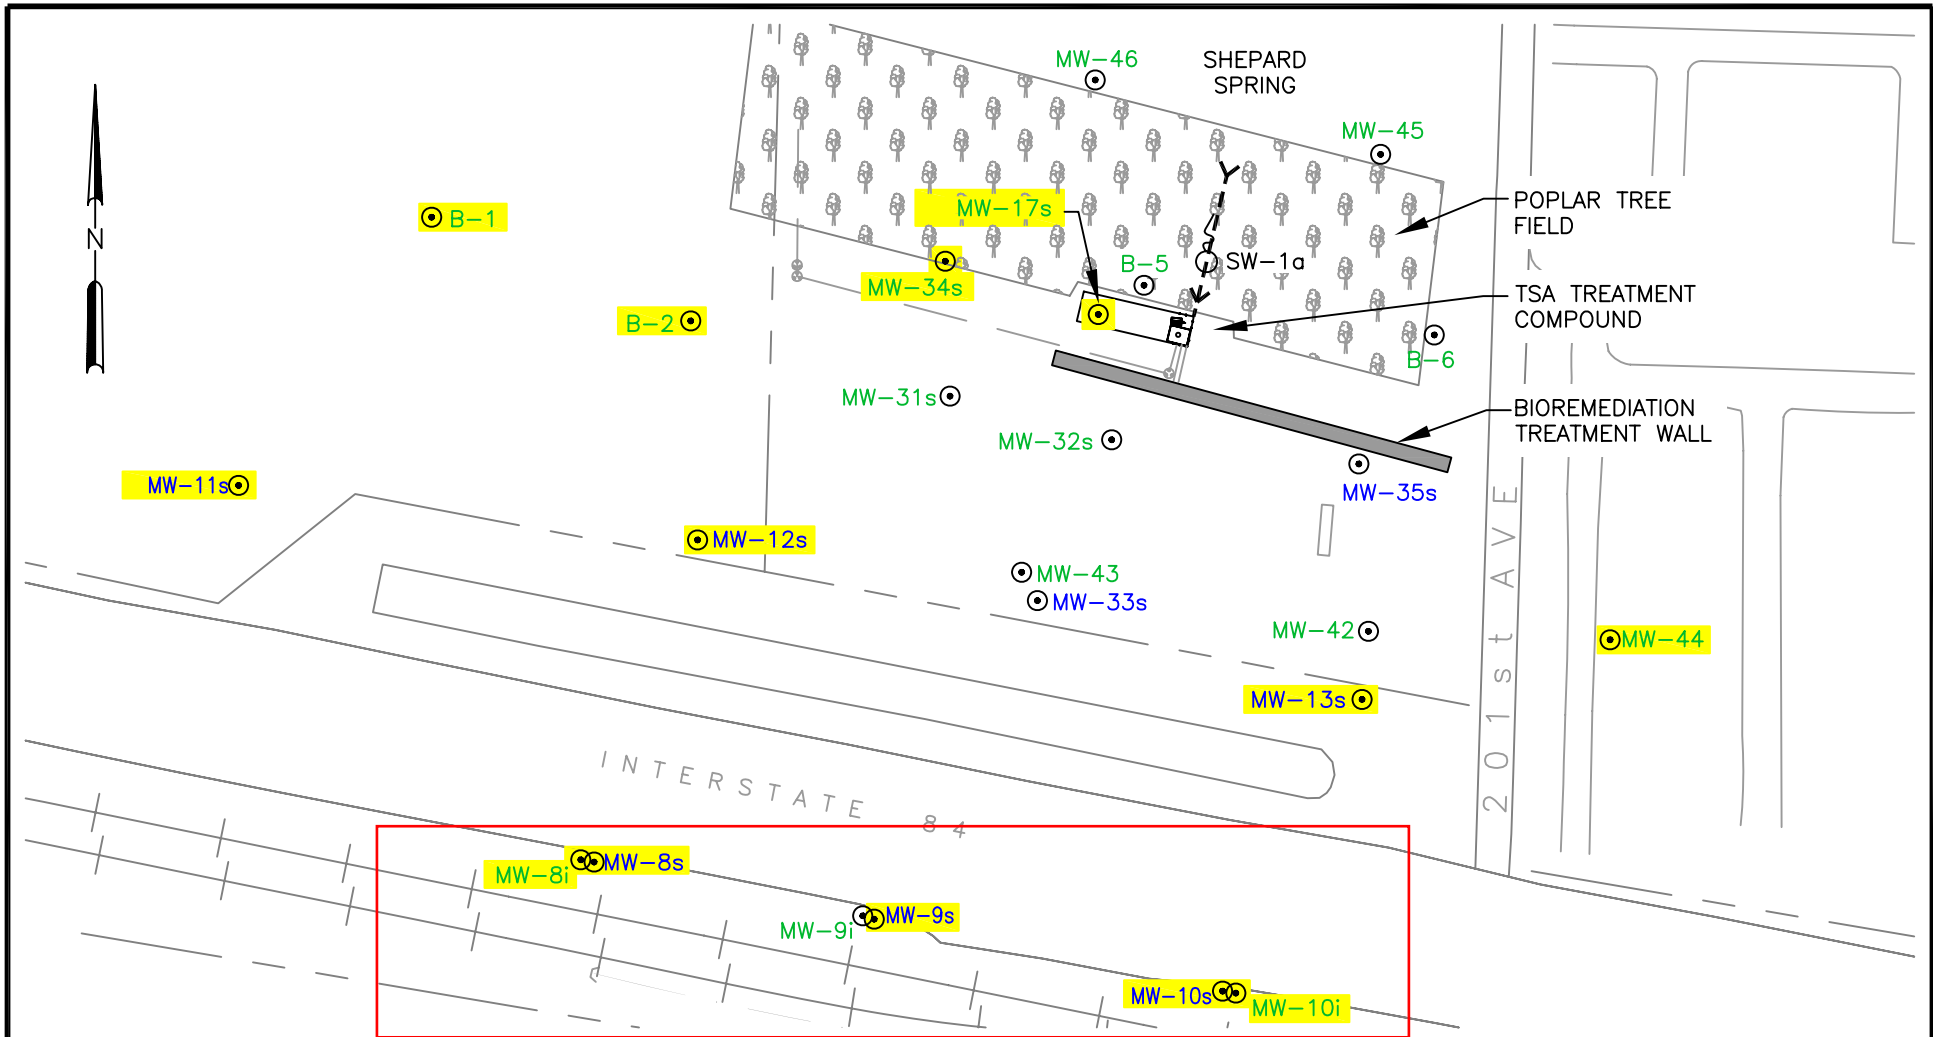 MW-46
SHEPARD
SPRING
MW-45
POPLAR TREE
FIELD
B-1
MW-17s
N
SW-1a
B-5
MW-34s
TSA TREATMENT
COMPOUND
B-2
B-6
MW-31s
BIOREMEDIATION
TREATMENT WALL
MW-32s
MW-11s
MW-35s
MW-12s
MW-43
MW-33s
MW-42
MW-44
MW-13s
201st AVE
INTERSTATE 84
MW-8s
MW-8i
MW-9s
MW-9i
MW-10s
MW-10i